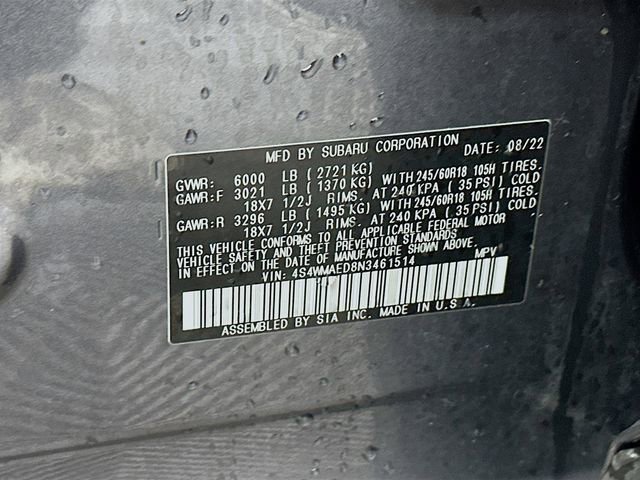 MFD BY SUBARU CORPORATION DATE: 08/22
GVWR: 6000 LB (2721 KG)
GAWR:F 3021 LB (1370 KG) WITH 245/60R18 105H TIRES.
18X7 1/2J RIMS. AT 240 KPA (35 PSI) COLD
GAWR:R 3296 LB (1495 KG) WITH 245/60R18 105H TIRES.
18X7 1/2J RIMS. AT 240 KPA (35 PSI) COLD
THIS VEHICLE CONFORMS TO ALL APPLICABLE FEDERAL MOTOR
VEHICLE SAFETY AND THEFT PREVENTION STANDARDS
IN EFFECT ON THE DATE OF MANUFACTURE SHOWN ABOVE.
VIN: 4S4WMAED8N3461514 MPV
ASSEMBLED BY SIA INC. MADE IN U.S.A.